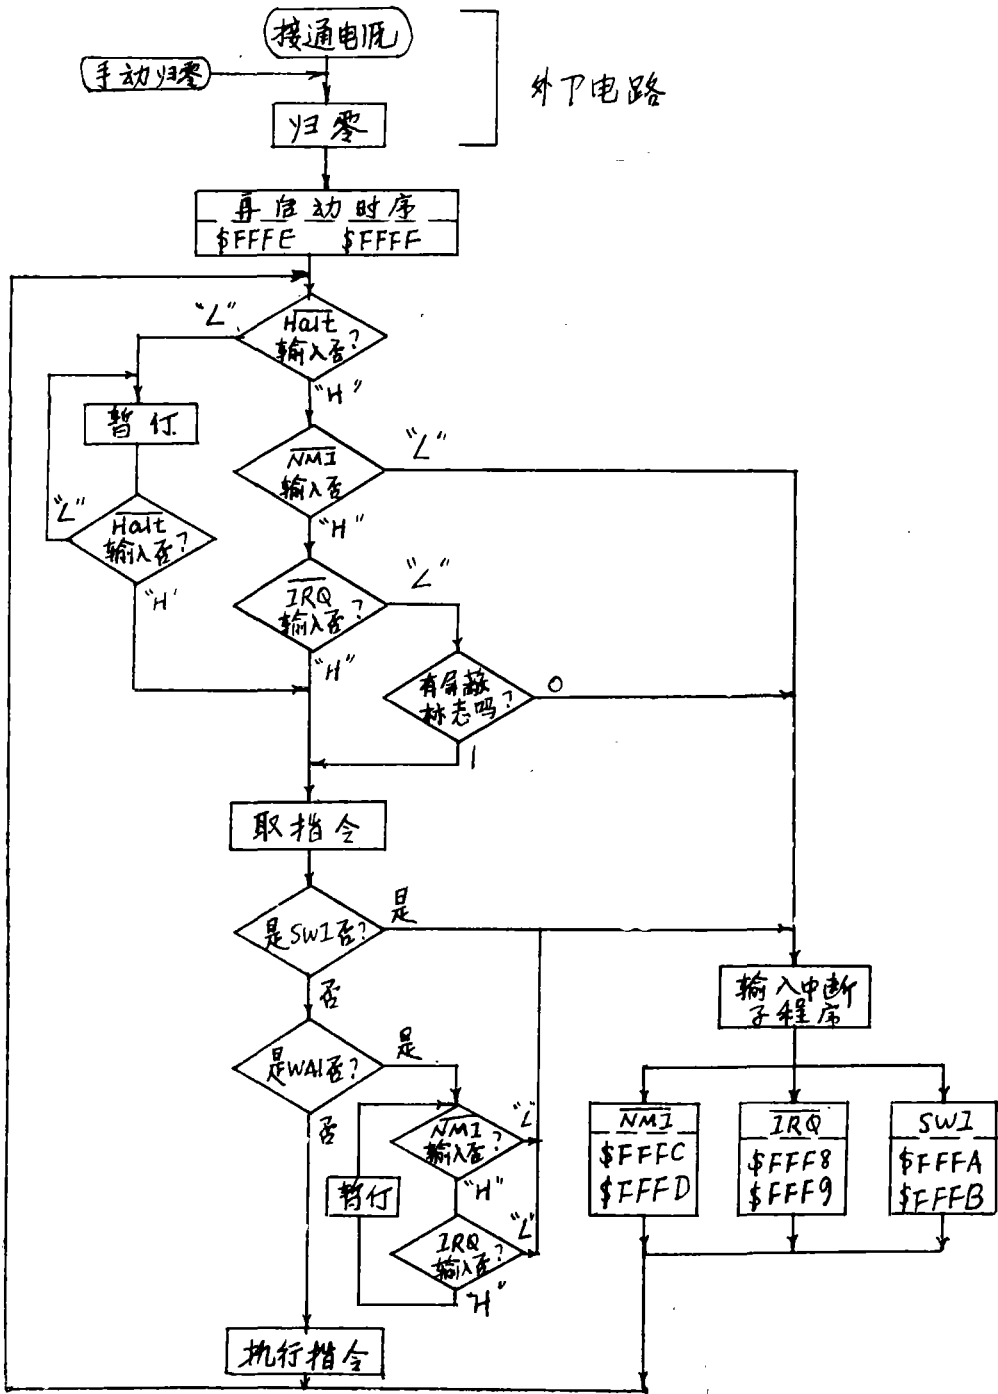 接通电厎
手动归零
外下电路
归零
再启动时序
$FFFE $FFFF
"L"
Halt
输入否?
"H"
暂仃
NMI
输入否
"L"
"H"
"L"
Halt
输入否?
"H'
IRQ
输入否?
"L"
"H"
有屏蔽
标志吗?
0
1
取指令
是SWI否?
是
否
输入中断
子程序
是WAI否?
是
否
NMI
输入否?
"L"
"H"
暂仃
IRQ
输入否?
"L"
"H"
NMI
$FFFC
$FFFD
IRQ
$FFF8
$FFF9
SWI
$FFFA
$FFFB
执行指令